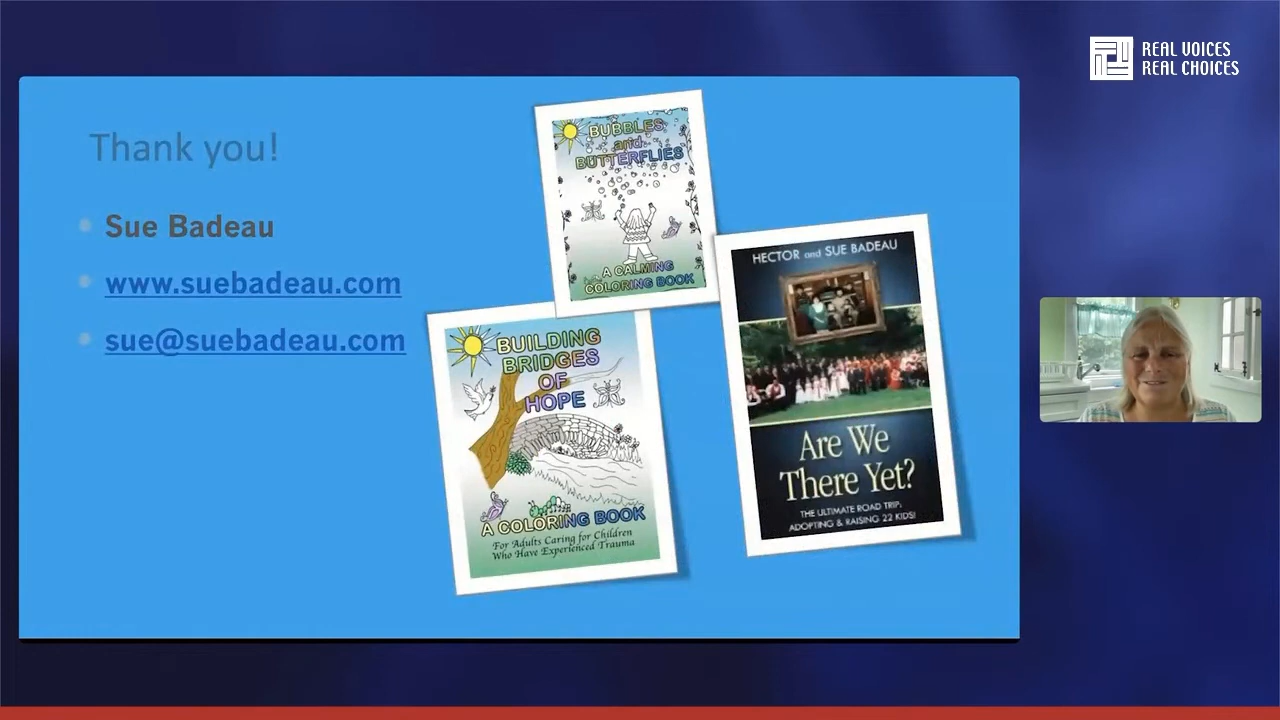 REAL VOICES
REAL CHOICES
Thank you!
Sue Badeau
www.suebadeau.com
sue@suebadeau.com
BUBBLES
and
BUTTERFLIES
A CALMING
COLORING BOOK
HECTOR and SUE BADEAU
Are We
There Yet?
THE ULTIMATE ROAD TRIP:
ADOPTING & RAISING 22 KIDS!
BUILDING
BRIDGES
OF
HOPE
A COLORING BOOK
For Adults Caring for Children
Who Have Experienced Trauma